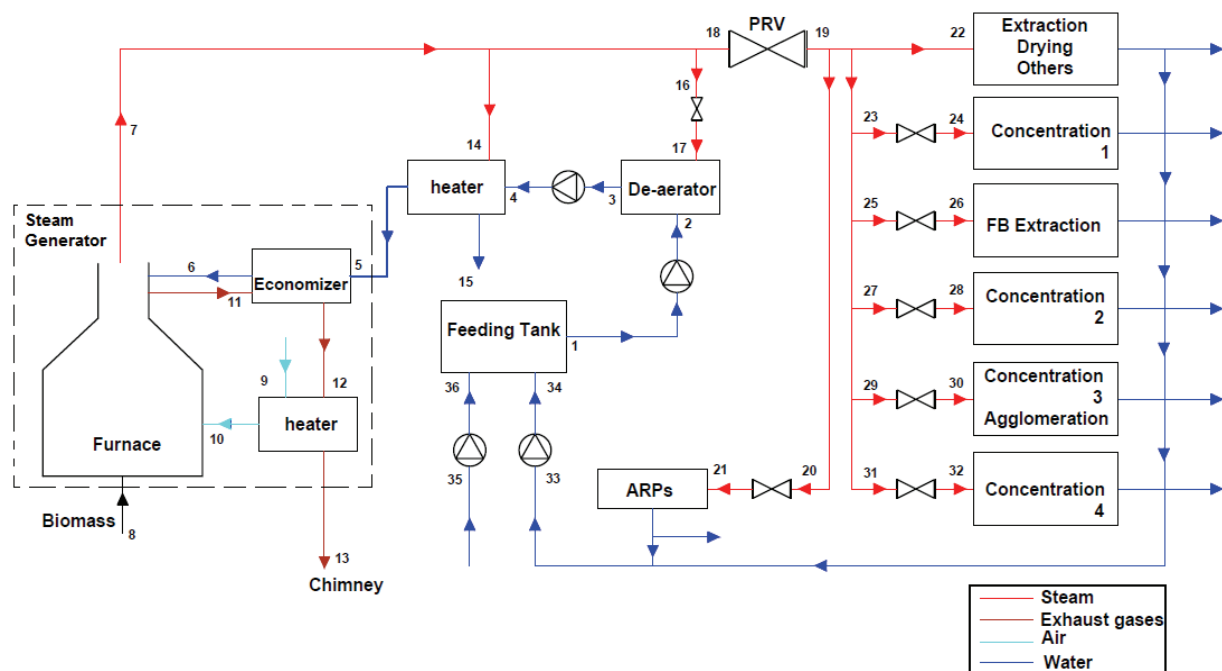 PRV
18
19
22
Extraction
Drying
Others
16
7
23
24
Concentration
1
14
17
heater
4
3
De-aerator
2
25
26
FB Extraction
Steam
Generator
6
5
Economizer
11
15
27
28
Concentration
2
Feeding Tank
1
9
12
36
34
29
30
Concentration
3
Agglomeration
10
heater
Furnace
35
33
21
20
ARPs
31
32
Concentration
4
Biomass
8
13
Chimney
Steam
Exhaust gases
Air
Water